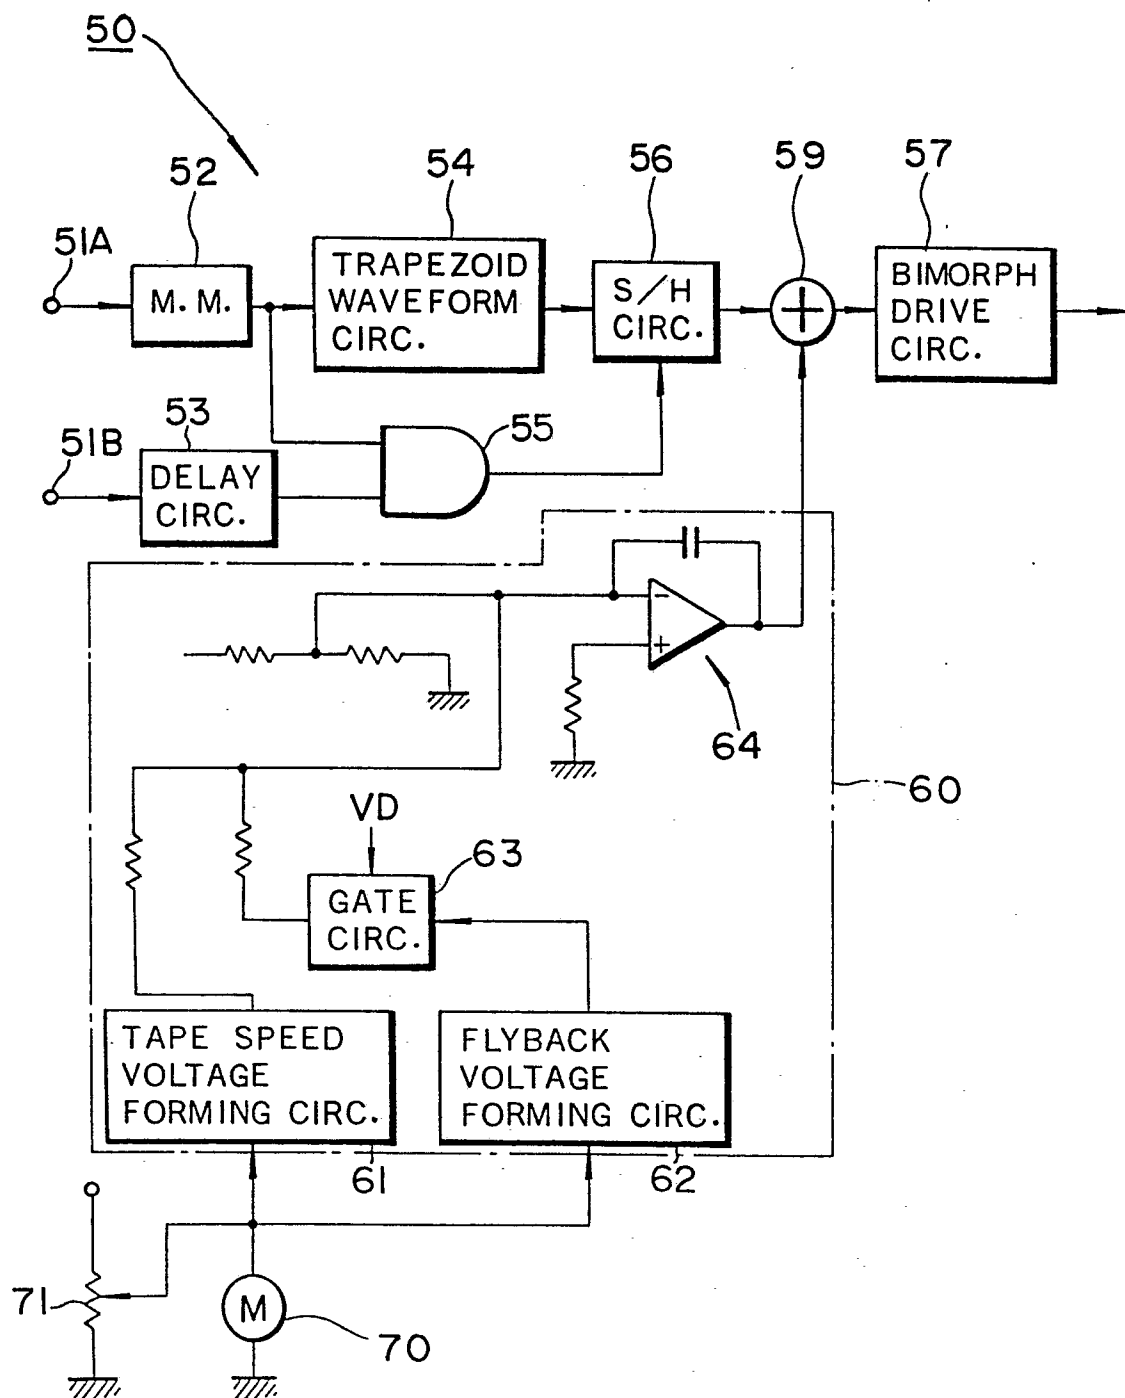 50
52
54
56
59
57
51A
M. M.
TRAPEZOID
WAVEFORM
CIRC.
S/H
CIRC.
+
BIMORPH
DRIVE
CIRC.
51B
53
DELAY
CIRC.
55
-
+
64
60
VD
63
GATE
CIRC.
TAPE SPEED
VOLTAGE
FORMING CIRC.
FLYBACK
VOLTAGE
FORMING CIRC.
61
62
71
M
70